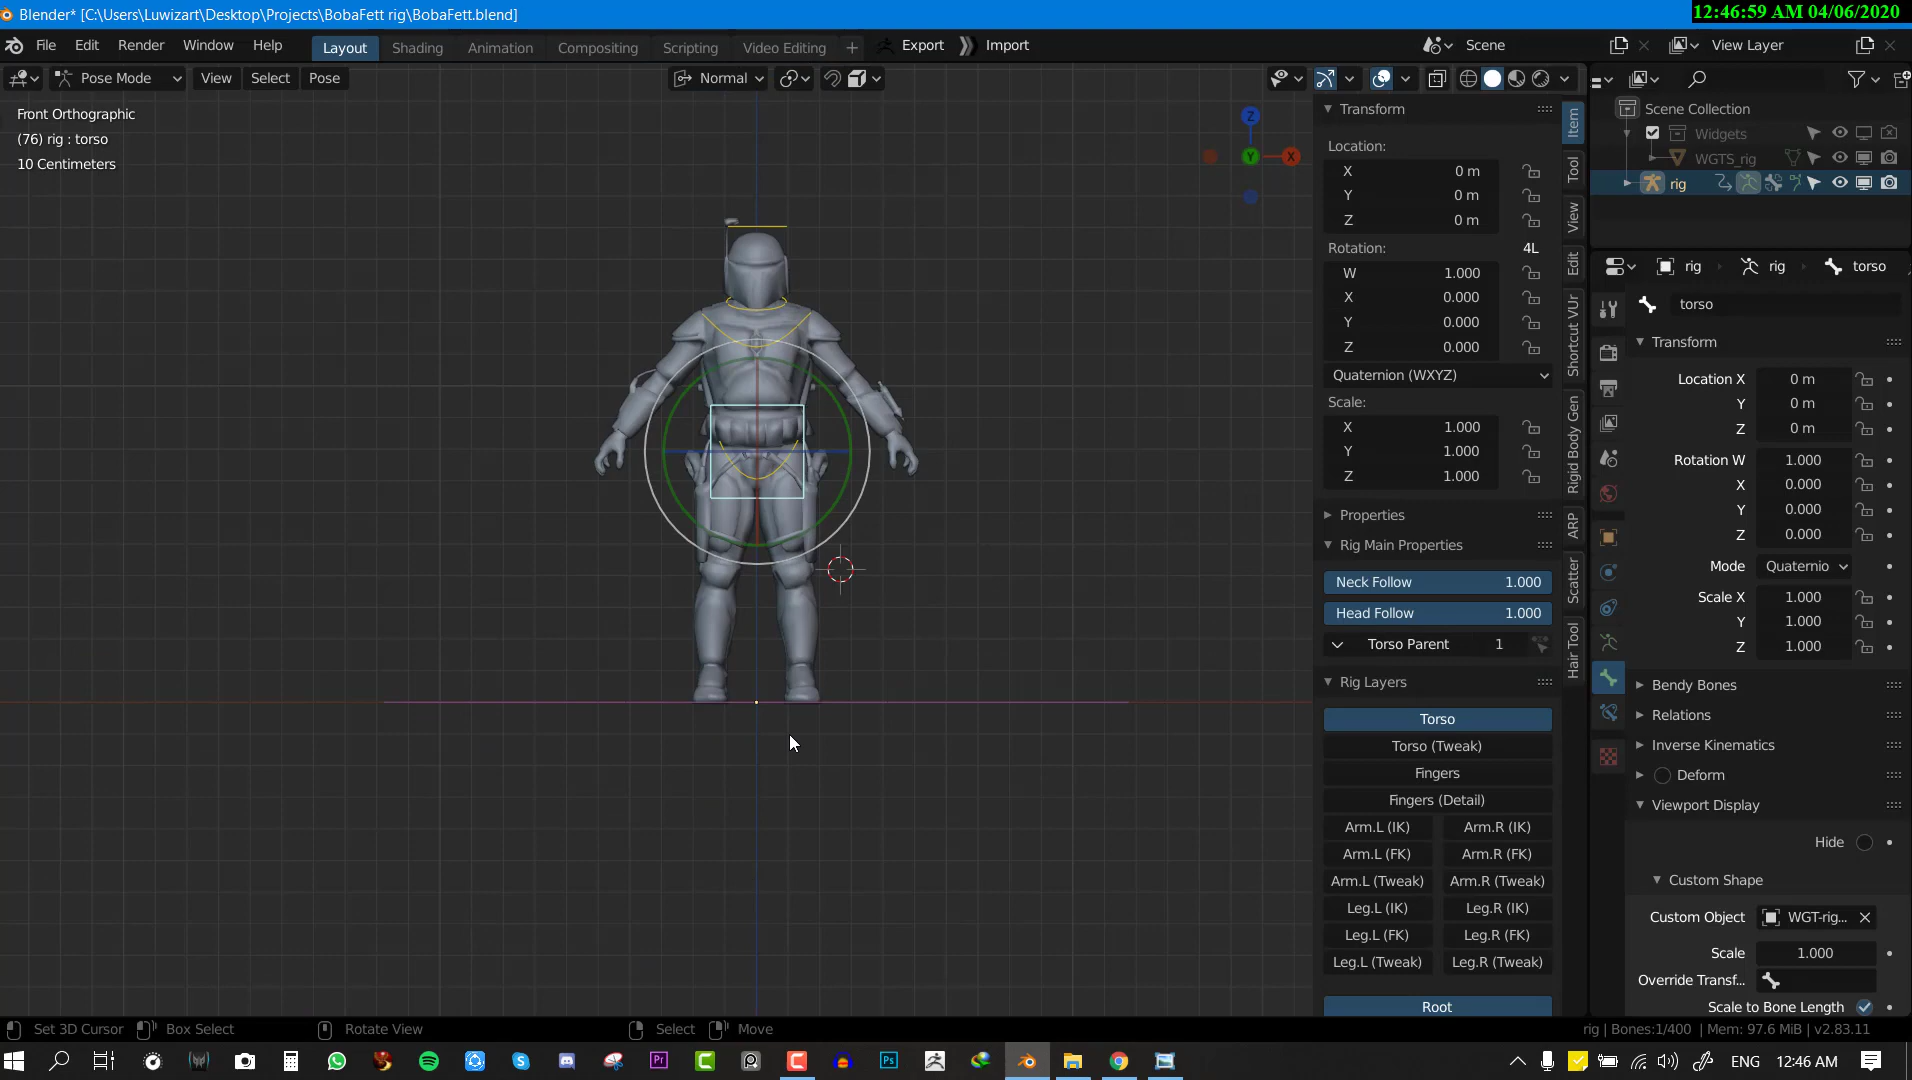 Blender* [C:\Users\Luwizart\Desktop\Projects\BobaFett rig\BobaFett.blend]
12:46:59 AM 04/06/2020
File Edit Render Window Help Layout Shading Animation Compositing Scripting Video Editing + Export Import Scene View Layer
Pose Mode View Select Pose Normal
Front Orthographic
(76) rig : torso
10 Centimeters
Z
Y
X
Transform
Location:
X 0 m
Y 0 m
Z 0 m
Rotation: 4L
W 1.000
X 0.000
Y 0.000
Z 0.000
Quaternion (WXYZ)
Scale:
X 1.000
Y 1.000
Z 1.000
Properties
Rig Main Properties
Neck Follow 1.000
Head Follow 1.000
Torso Parent 1
Rig Layers
Torso
Torso (Tweak)
Fingers
Fingers (Detail)
Arm.L (IK) Arm.R (IK)
Arm.L (FK) Arm.R (FK)
Arm.L (Tweak) Arm.R (Tweak)
Leg.L (IK) Leg.R (IK)
Leg.L (FK) Leg.R (FK)
Leg.L (Tweak) Leg.R (Tweak)
Root
Item
Tool
View
Edit
Shortcut VUr
Rigid Body Gen
ARP
Scatter
Hair Tool
Scene Collection
Widgets
WGTS_rig
rig
rig rig torso
torso
Transform
Location X 0 m
Y 0 m
Z 0 m
Rotation W 1.000
X 0.000
Y 0.000
Z 0.000
Mode Quaternio
Scale X 1.000
Y 1.000
Z 1.000
Bendy Bones
Relations
Inverse Kinematics
Deform
Viewport Display
Hide
Custom Shape
Custom Object WGT-rig...
Scale 1.000
Override Transf...
Scale to Bone Length
Set 3D Cursor Box Select Rotate View Select Move rig | Bones:1/400 | Mem: 97.6 MiB | v2.83.11
Pr Ps ENG 12:46 AM